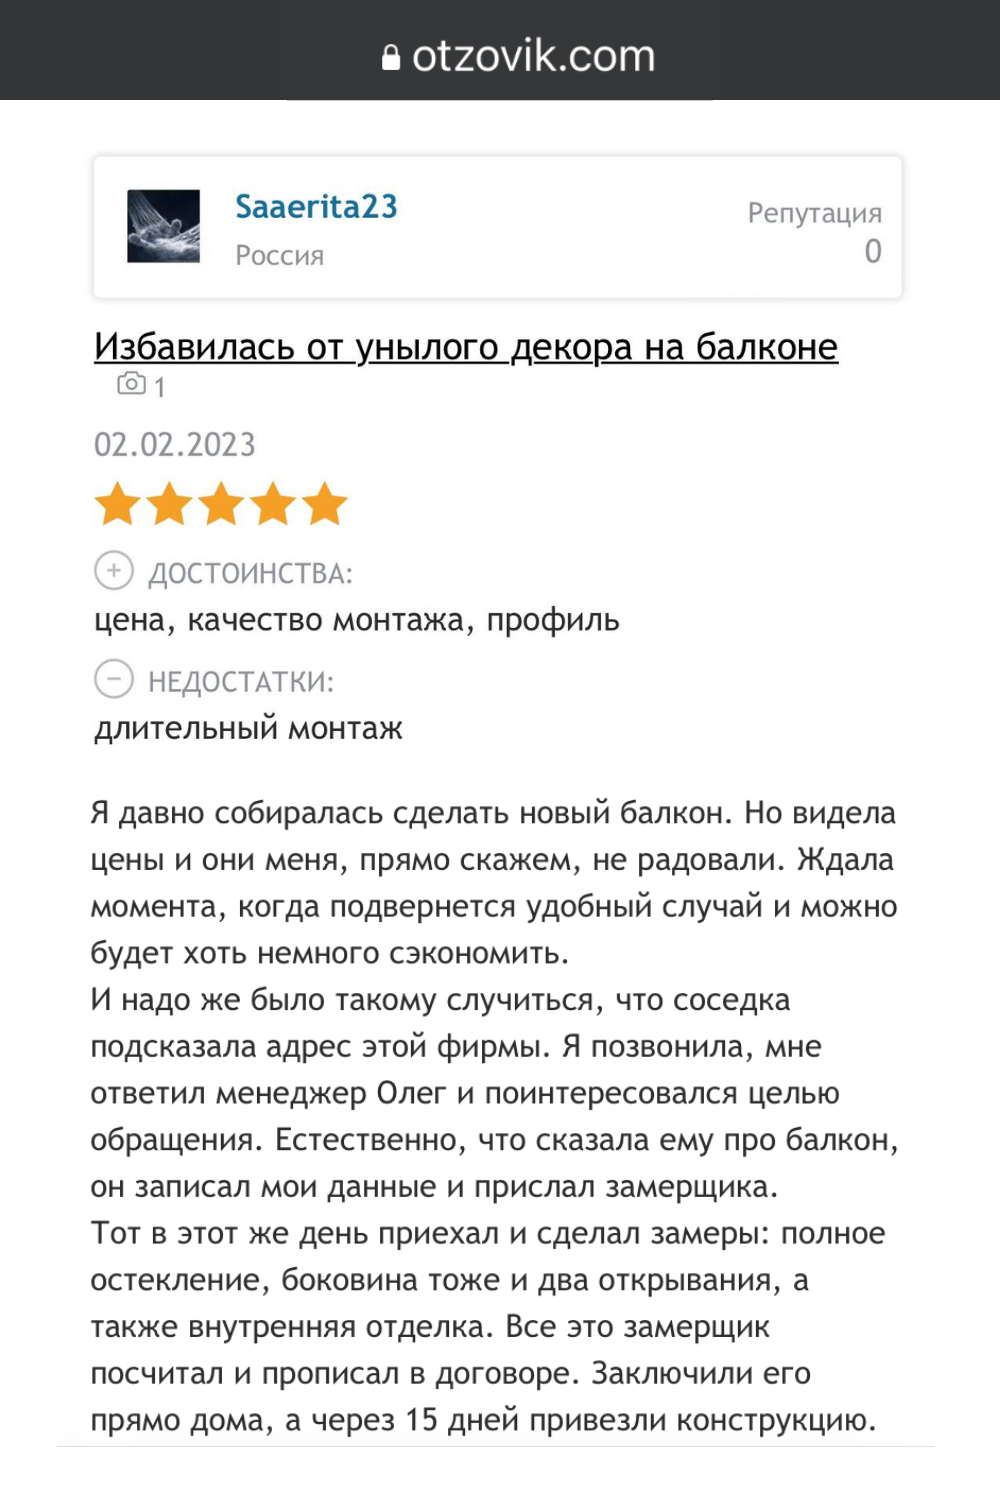 otzovik.com
Saaerita23
Россия
Репутация
0
Избавилась от унылого декора на балконе
1
02.02.2023
ДОСТОИНСТВА:
цена, качество монтажа, профиль
НЕДОСТАТКИ:
длительный монтаж
Я давно собиралась сделать новый балкон. Но видела
цены и они меня, прямо скажем, не радовали. Ждала
момента, когда подвернется удобный случай и можно
будет хоть немного сэкономить.
И надо же было такому случиться, что соседка
подсказала адрес этой фирмы. Я позвонила, мне
ответил менеджер Олег и поинтересовался целью
обращения. Естественно, что сказала ему про балкон,
он записал мои данные и прислал замерщика.
Тот в этот же день приехал и сделал замеры: полное
остекление, боковина тоже и два открывания, а
также внутренняя отделка. Все это замерщик
посчитал и прописал в договоре. Заключили его
прямо дома, а через 15 дней привезли конструкцию.